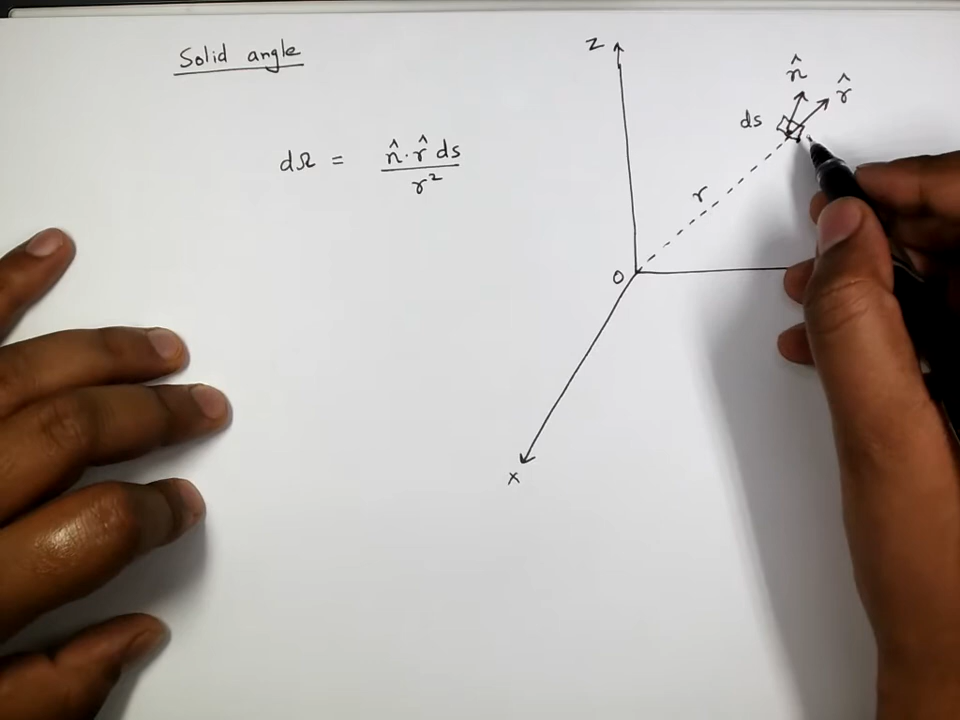 Solid angle
dΩ = n̂·r̂ ds / r²
z
n̂
r̂
ds
r
O
x